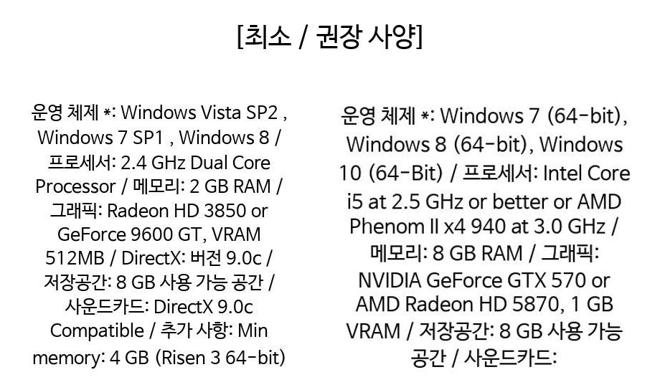 [최소 / 권장 사양]
운영 체제 *: Windows Vista SP2 ,
Windows 7 SP1 , Windows 8 /
프로세서: 2.4 GHz Dual Core
Processor / 메모리: 2 GB RAM /
그래픽: Radeon HD 3850 or
GeForce 9600 GT, VRAM
512MB / DirectX: 버전 9.0c /
저장공간: 8 GB 사용 가능 공간 /
사운드카드: DirectX 9.0c
Compatible / 추가 사항: Min
memory: 4 GB (Risen 3 64-bit)
운영 체제 *: Windows 7 (64-bit),
Windows 8 (64-bit), Windows
10 (64-Bit) / 프로세서: Intel Core
i5 at 2.5 GHz or better or AMD
Phenom II x4 940 at 3.0 GHz /
메모리: 8 GB RAM / 그래픽:
NVIDIA GeForce GTX 570 or
AMD Radeon HD 5870, 1 GB
VRAM / 저장공간: 8 GB 사용 가능
공간 / 사운드카드: